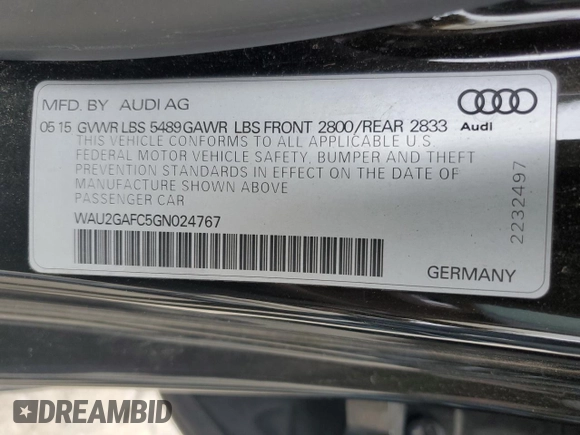 MFD. BY AUDI AG
05 15 GVWR LBS 5489 GAWR LBS FRONT 2800/REAR 2833
Audi
THIS VEHICLE CONFORMS TO ALL APPLICABLE U.S.
FEDERAL MOTOR VEHICLE SAFETY, BUMPER AND THEFT
PREVENTION STANDARDS IN EFFECT ON THE DATE OF
MANUFACTURE SHOWN ABOVE
PASSENGER CAR
2232497
WAU2GAFC5GN024767
GERMANY
DREAMBID